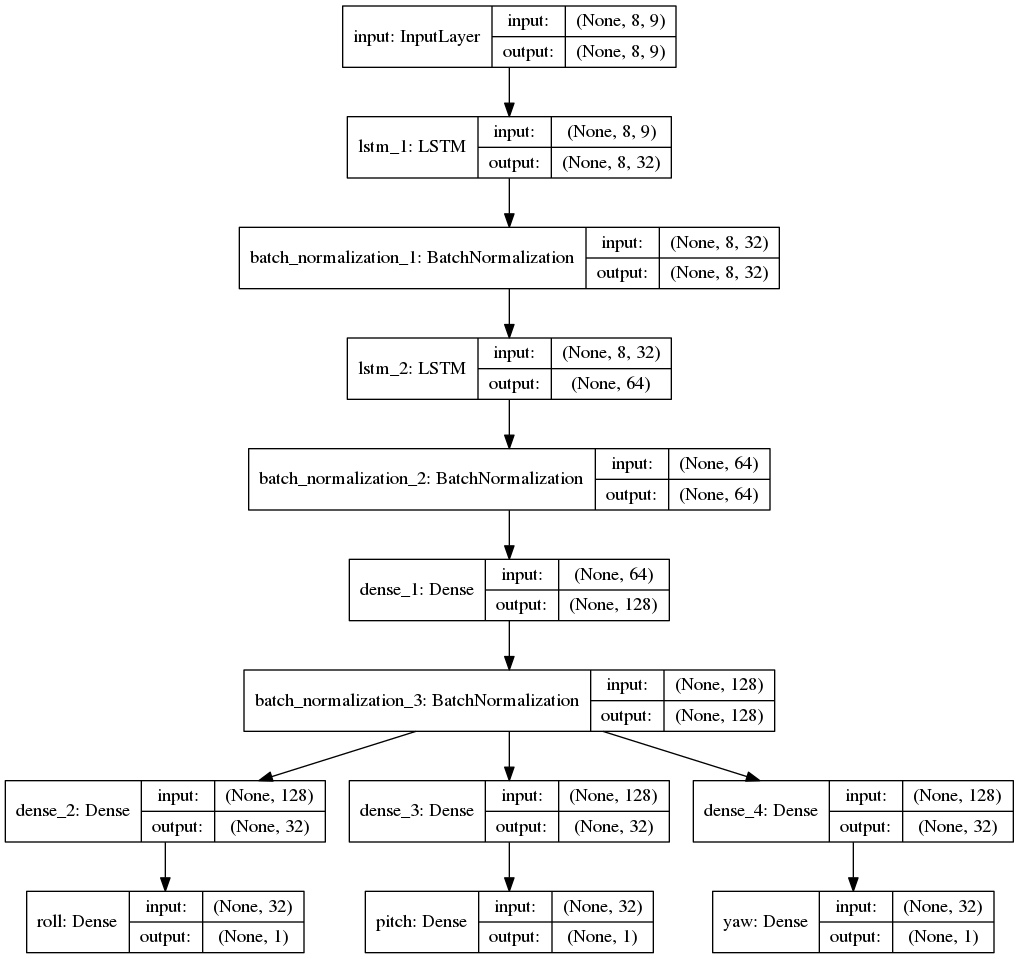 input: InputLayer
input: (None, 8, 9)
output: (None, 8, 9)
lstm_1: LSTM
input: (None, 8, 9)
output: (None, 8, 32)
batch_normalization_1: BatchNormalization
input: (None, 8, 32)
output: (None, 8, 32)
lstm_2: LSTM
input: (None, 8, 32)
output: (None, 64)
batch_normalization_2: BatchNormalization
input: (None, 64)
output: (None, 64)
dense_1: Dense
input: (None, 64)
output: (None, 128)
batch_normalization_3: BatchNormalization
input: (None, 128)
output: (None, 128)
dense_2: Dense
input: (None, 128)
output: (None, 32)
dense_3: Dense
input: (None, 128)
output: (None, 32)
dense_4: Dense
input: (None, 128)
output: (None, 32)
roll: Dense
input: (None, 32)
output: (None, 1)
pitch: Dense
input: (None, 32)
output: (None, 1)
yaw: Dense
input: (None, 32)
output: (None, 1)